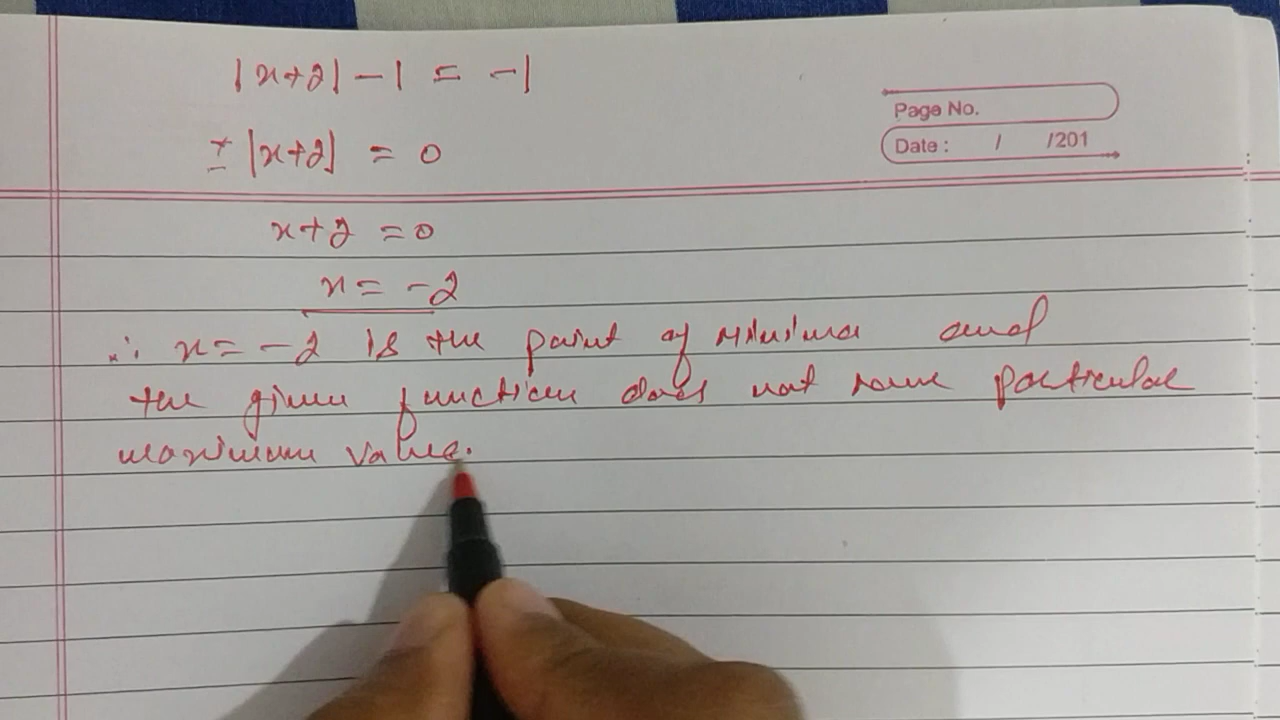 |x+2| - 1 = -1
Page No.
Date : / /201
± |x+2| = 0
x+2 = 0
x = -2
∴ x = -2 is the point of minima and
the given function does not have particular
maximum value.